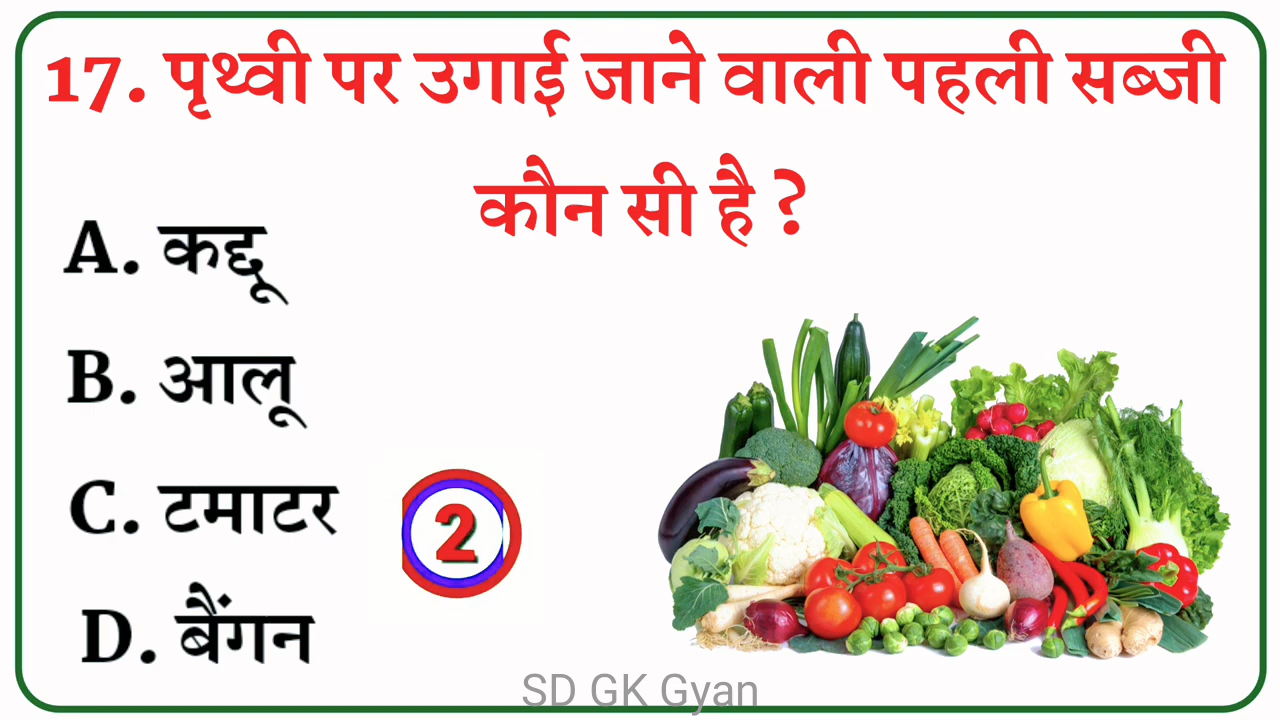 17. पृथ्वी पर उगाई जाने वाली पहली सब्जी
कौन सी है ?
A. कद्दू
B. आलू
C. टमाटर
2
D. बैंगन
SD GK Gyan